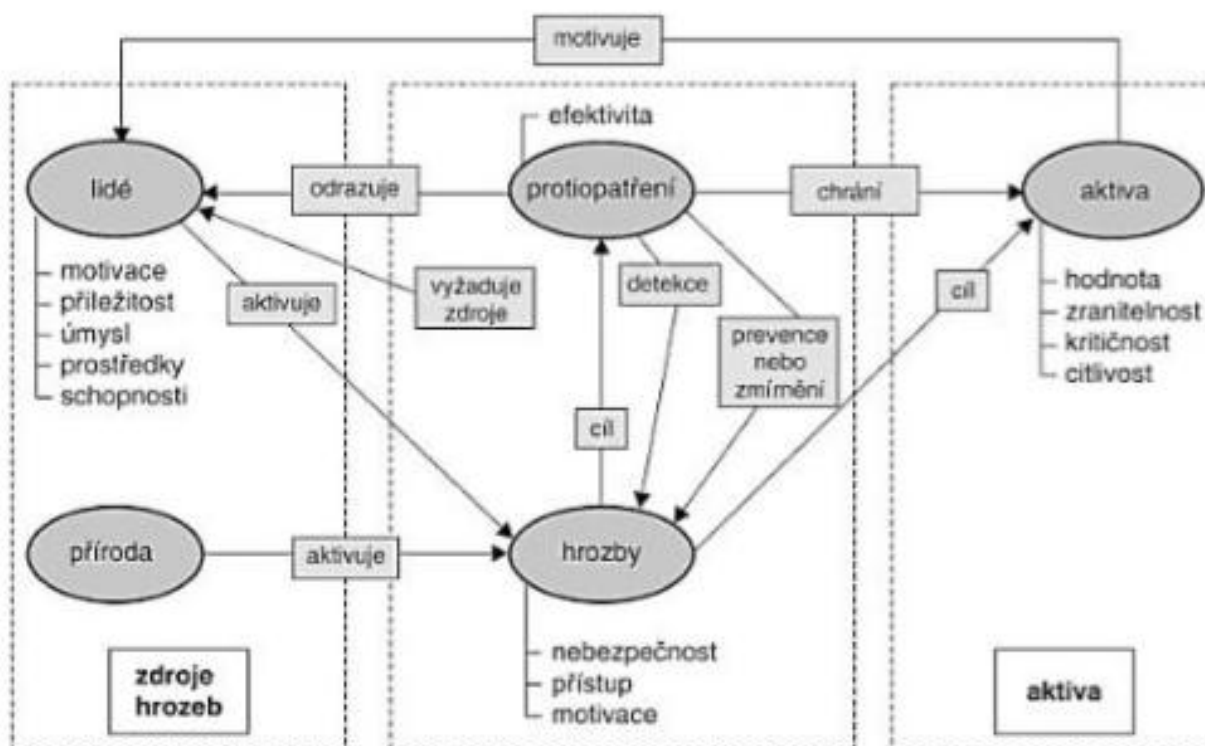 motivuje
efektivita
lidé
odrazuje
protiopatření
chrání
aktiva
motivace
příležitost
úmysl
prostředky
schopnosti
aktivuje
vyžaduje
zdroje
detekce
prevence
nebo
zmírnění
cíl
hodnota
zranitelnost
kritičnost
citlivost
cíl
příroda
aktivuje
hrozby
nebezpečnost
přístup
motivace
zdroje
hrozeb
aktiva